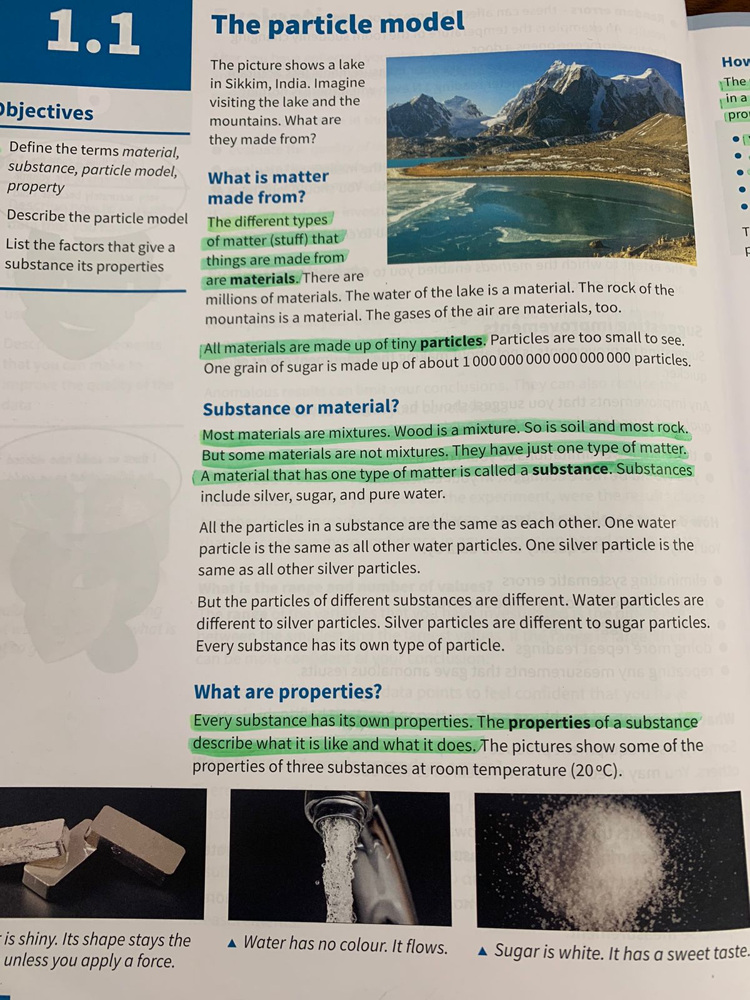 1.1
The particle model
Objectives
Define the terms material,
substance, particle model,
property
Describe the particle model
List the factors that give a
substance its properties
The picture shows a lake
in Sikkim, India. Imagine
visiting the lake and the
mountains. What are
they made from?
What is matter
made from?
The different types
of matter (stuff) that
things are made from
are materials. There are
millions of materials. The water of the lake is a material. The rock of the
mountains is a material. The gases of the air are materials, too.
All materials are made up of tiny particles. Particles are too small to see.
One grain of sugar is made up of about 1 000 000 000 000 000 000 particles.
Substance or material?
Most materials are mixtures. Wood is a mixture. So is soil and most rock.
But some materials are not mixtures. They have just one type of matter.
A material that has one type of matter is called a substance. Substances
include silver, sugar, and pure water.
All the particles in a substance are the same as each other. One water
particle is the same as all other water particles. One silver particle is the
same as all other silver particles.
But the particles of different substances are different. Water particles are
different to silver particles. Silver particles are different to sugar particles.
Every substance has its own type of particle.
What are properties?
Every substance has its own properties. The properties of a substance
describe what it is like and what it does. The pictures show some of the
properties of three substances at room temperature (20 °C).
is shiny. Its shape stays the
unless you apply a force.
▲ Water has no colour. It flows.
▲ Sugar is white. It has a sweet taste.
How
The
in a